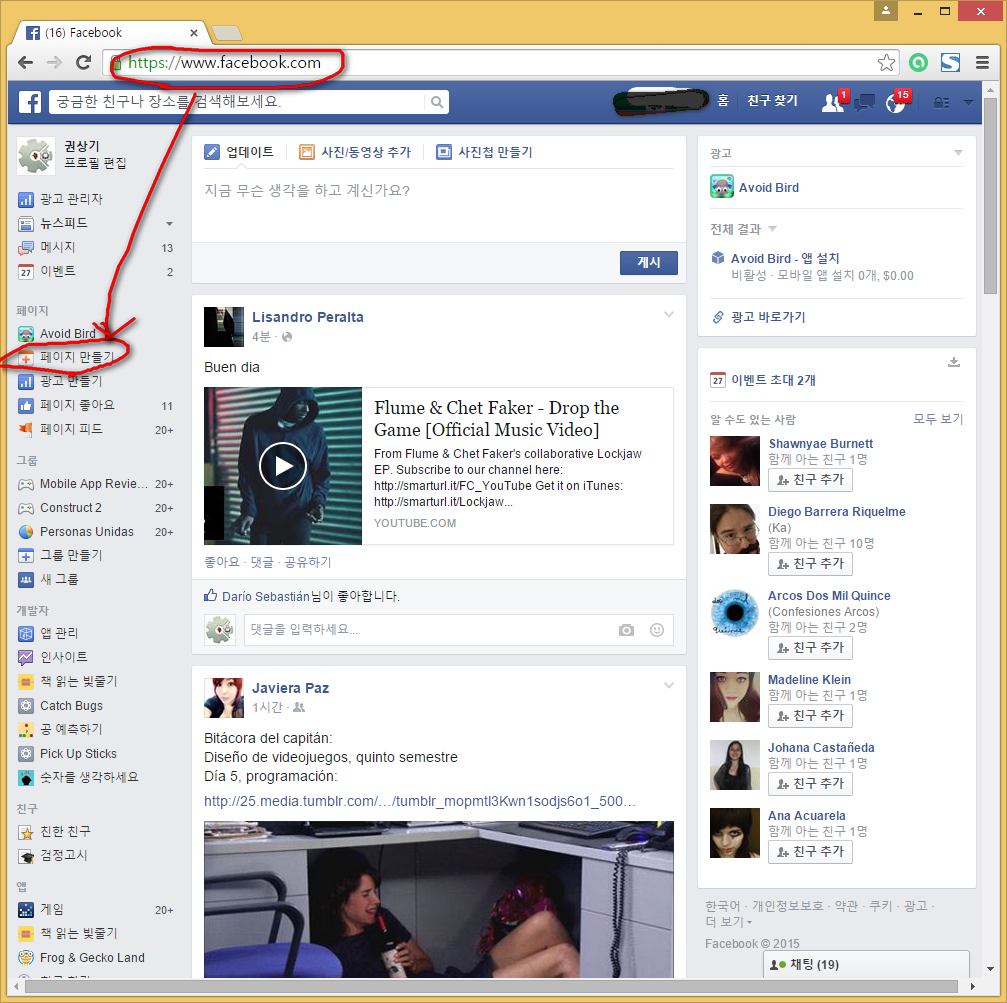 (16) Facebook
https://www.facebook.com
궁금한 친구나 장소를 검색해보세요.
홈
친구 찾기
1
15
권상기
프로필 편집
광고 관리자
뉴스피드
메시지 13
27 이벤트 2
페이지
Avoid Bird
페이지 만들기
광고 만들기
페이지 좋아요 11
페이지 피드 20+
그룹
Mobile App Revie... 20+
Construct 2 20+
Personas Unidas 20+
그룹 만들기
새 그룹
개발자
앱 관리
인사이트
책 읽는 빛줄기
Catch Bugs
공 예측하기
Pick Up Sticks
숫자를 생각하세요
친구
친한 친구
검정고시
앱
게임 20+
책 읽는 빛줄기
Frog & Gecko Land
업데이트
사진/동영상 추가
사진첩 만들기
지금 무슨 생각을 하고 계신가요?
게시
Lisandro Peralta
4분 ·
Buen dia
Flume & Chet Faker - Drop the
Game [Official Music Video]
From Flume & Chet Faker's collaborative Lockjaw
EP. Subscribe to our channel here:
http://smarturl.it/FC_YouTube Get it on iTunes:
http://smarturl.it/Lockjaw...
YOUTUBE.COM
좋아요 · 댓글 · 공유하기
Darío Sebastián님이 좋아합니다.
댓글을 입력하세요...
Javiera Paz
1시간 ·
Bitácora del capitán:
Diseño de videojuegos, quinto semestre
Día 5, programación:
http://25.media.tumblr.com/…/tumblr_mopmtl3Kwn1sodjs6o1_500…
광고
Avoid Bird
전체 결과
Avoid Bird - 앱 설치
비활성 · 모바일 앱 설치 0개, $0.00
광고 바로가기
27 이벤트 초대 2개
알 수도 있는 사람 모두 보기
Shawnyae Burnett
함께 아는 친구 1명
친구 추가
Diego Barrera Riquelme
(Ka)
함께 아는 친구 10명
친구 추가
Arcos Dos Mil Quince
(Confesiones Arcos)
함께 아는 친구 2명
친구 추가
Madeline Klein
함께 아는 친구 1명
친구 추가
Johana Castañeda
함께 아는 친구 1명
친구 추가
Ana Acuarela
함께 아는 친구 1명
친구 추가
한국어 · 개인정보보호 · 약관 · 쿠키 · 광고 ·
더 보기
Facebook © 2015
채팅 (19)